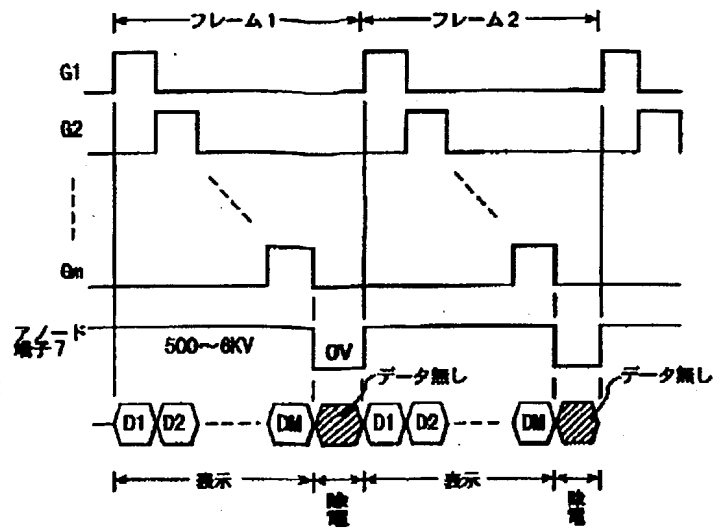 フレーム1 フレーム2
G1
G2
Gm
アノード
端子7
500～6KV 0V
データ無し データ無し
D1 D2 DM D1 D2 DM
表示 除電 表示 除電